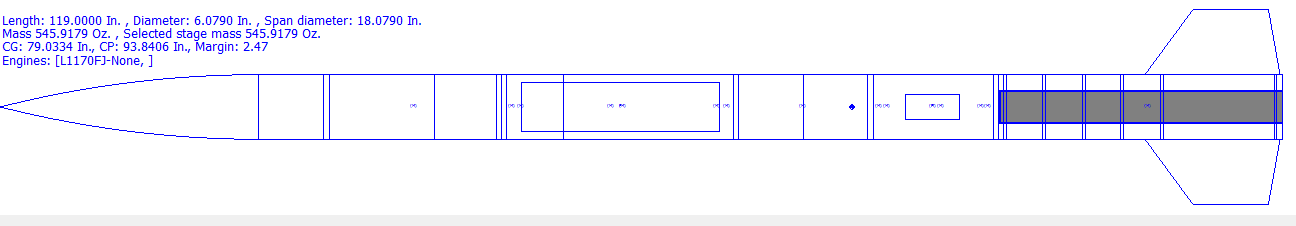 Length: 119.0000 In. , Diameter: 6.0790 In. , Span diameter: 18.0790 In.
Mass 545.9179 Oz. , Selected stage mass 545.9179 Oz.
CG: 79.0334 In., CP: 93.8406 In., Margin: 2.47
Engines: [L1170FJ-None, ]